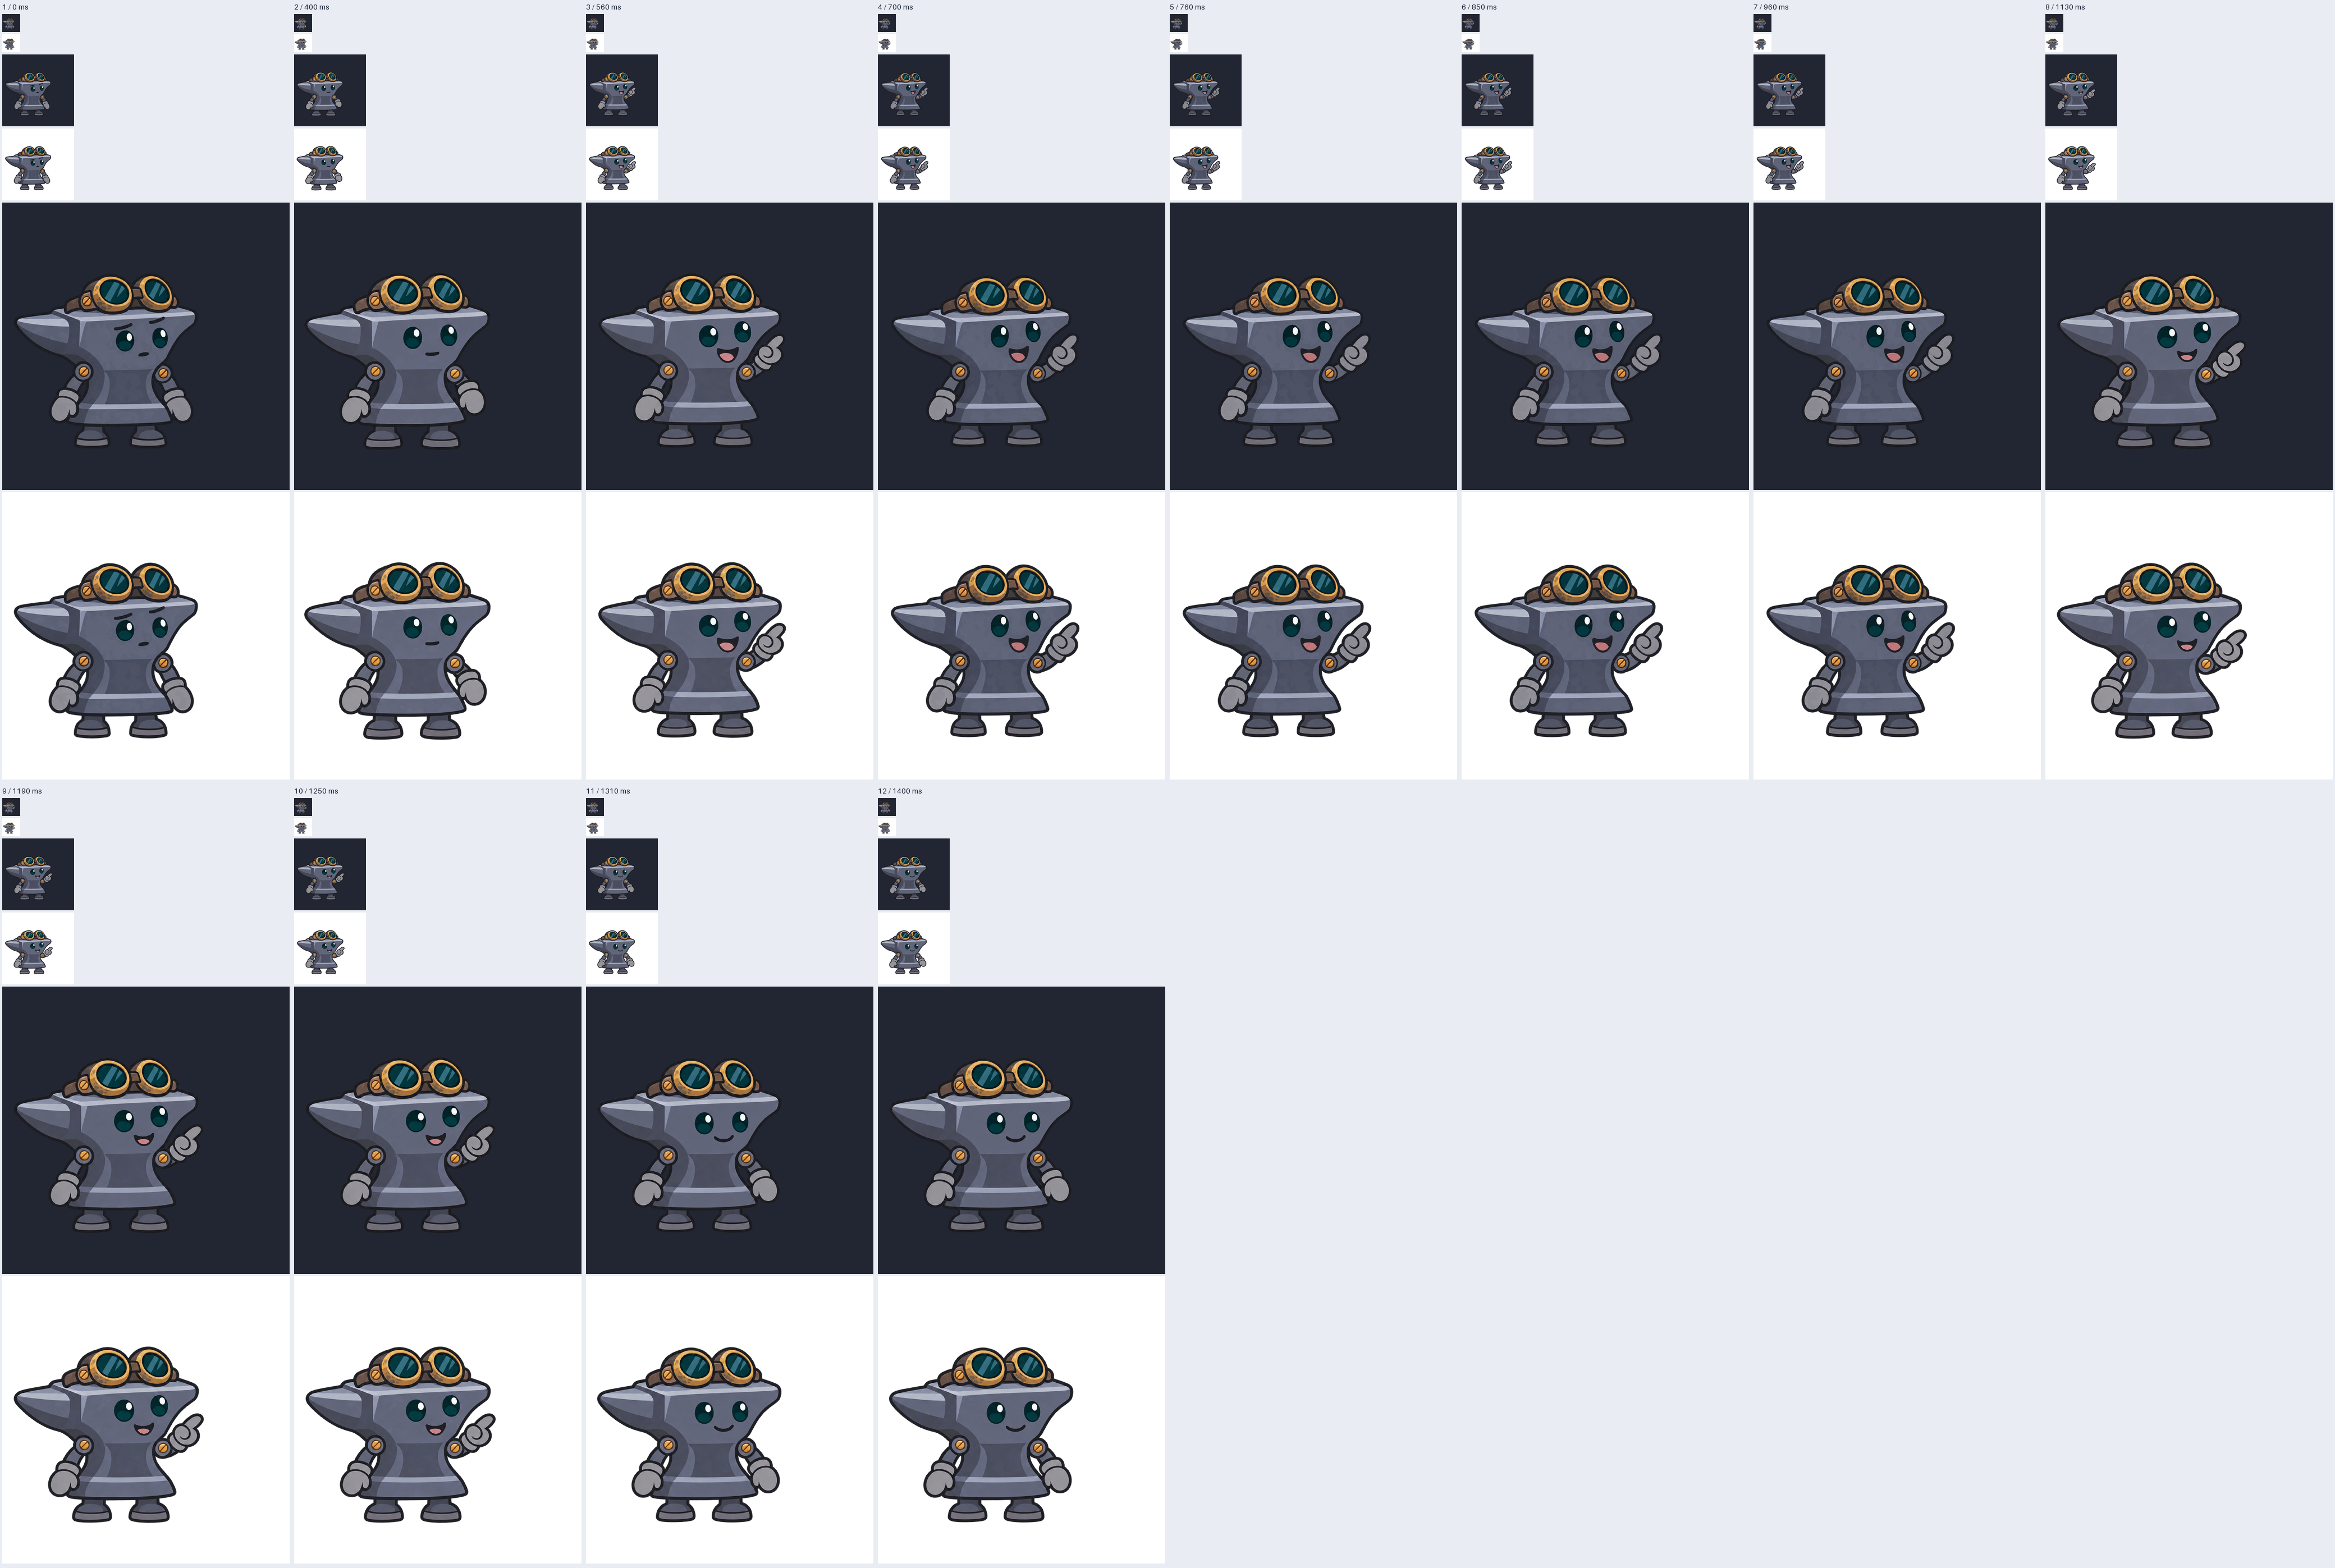 1 / 0 ms
2 / 400 ms
3 / 560 ms
4 / 700 ms
5 / 760 ms
6 / 850 ms
7 / 960 ms
8 / 1130 ms
9 / 1190 ms
10 / 1250 ms
11 / 1310 ms
12 / 1400 ms